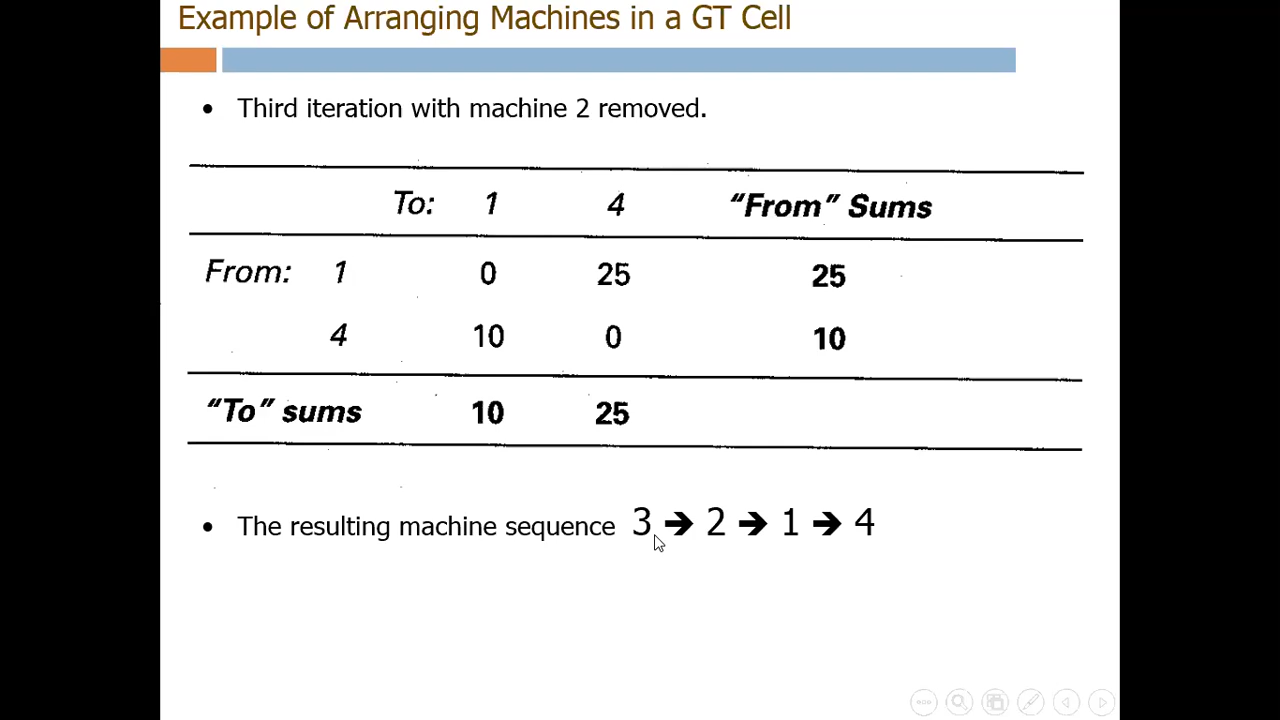 Example of Arranging Machines in a GT Cell
• Third iteration with machine 2 removed.
To: 1 4 "From" Sums
From: 1 0 25 25
4 10 0 10
"To" sums 10 25
• The resulting machine sequence 3 → 2 → 1 → 4